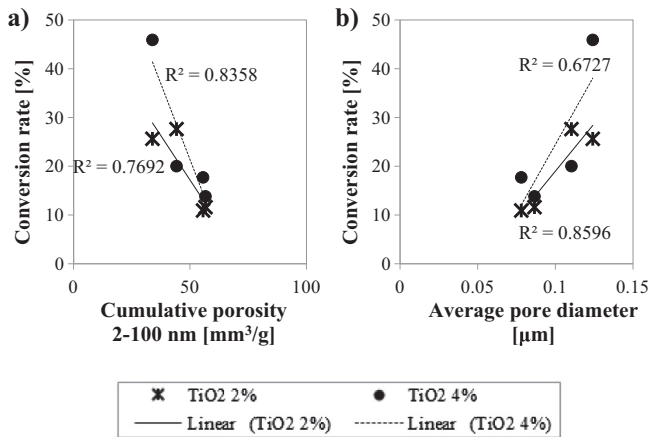 a)
Conversion rate [%]
50
40
30
20
10
0
R² = 0.8358
R² = 0.7692
0
50
100
Cumulative porosity
2-100 nm [mm³/g]
b)
Conversion rate [%]
50
40
30
20
10
0
R² = 0.6727
R² = 0.8596
0
0.05
0.1
0.15
Average pore diameter
[µm]
TiO2 2%
TiO2 4%
Linear (TiO2 2%)
Linear (TiO2 4%)